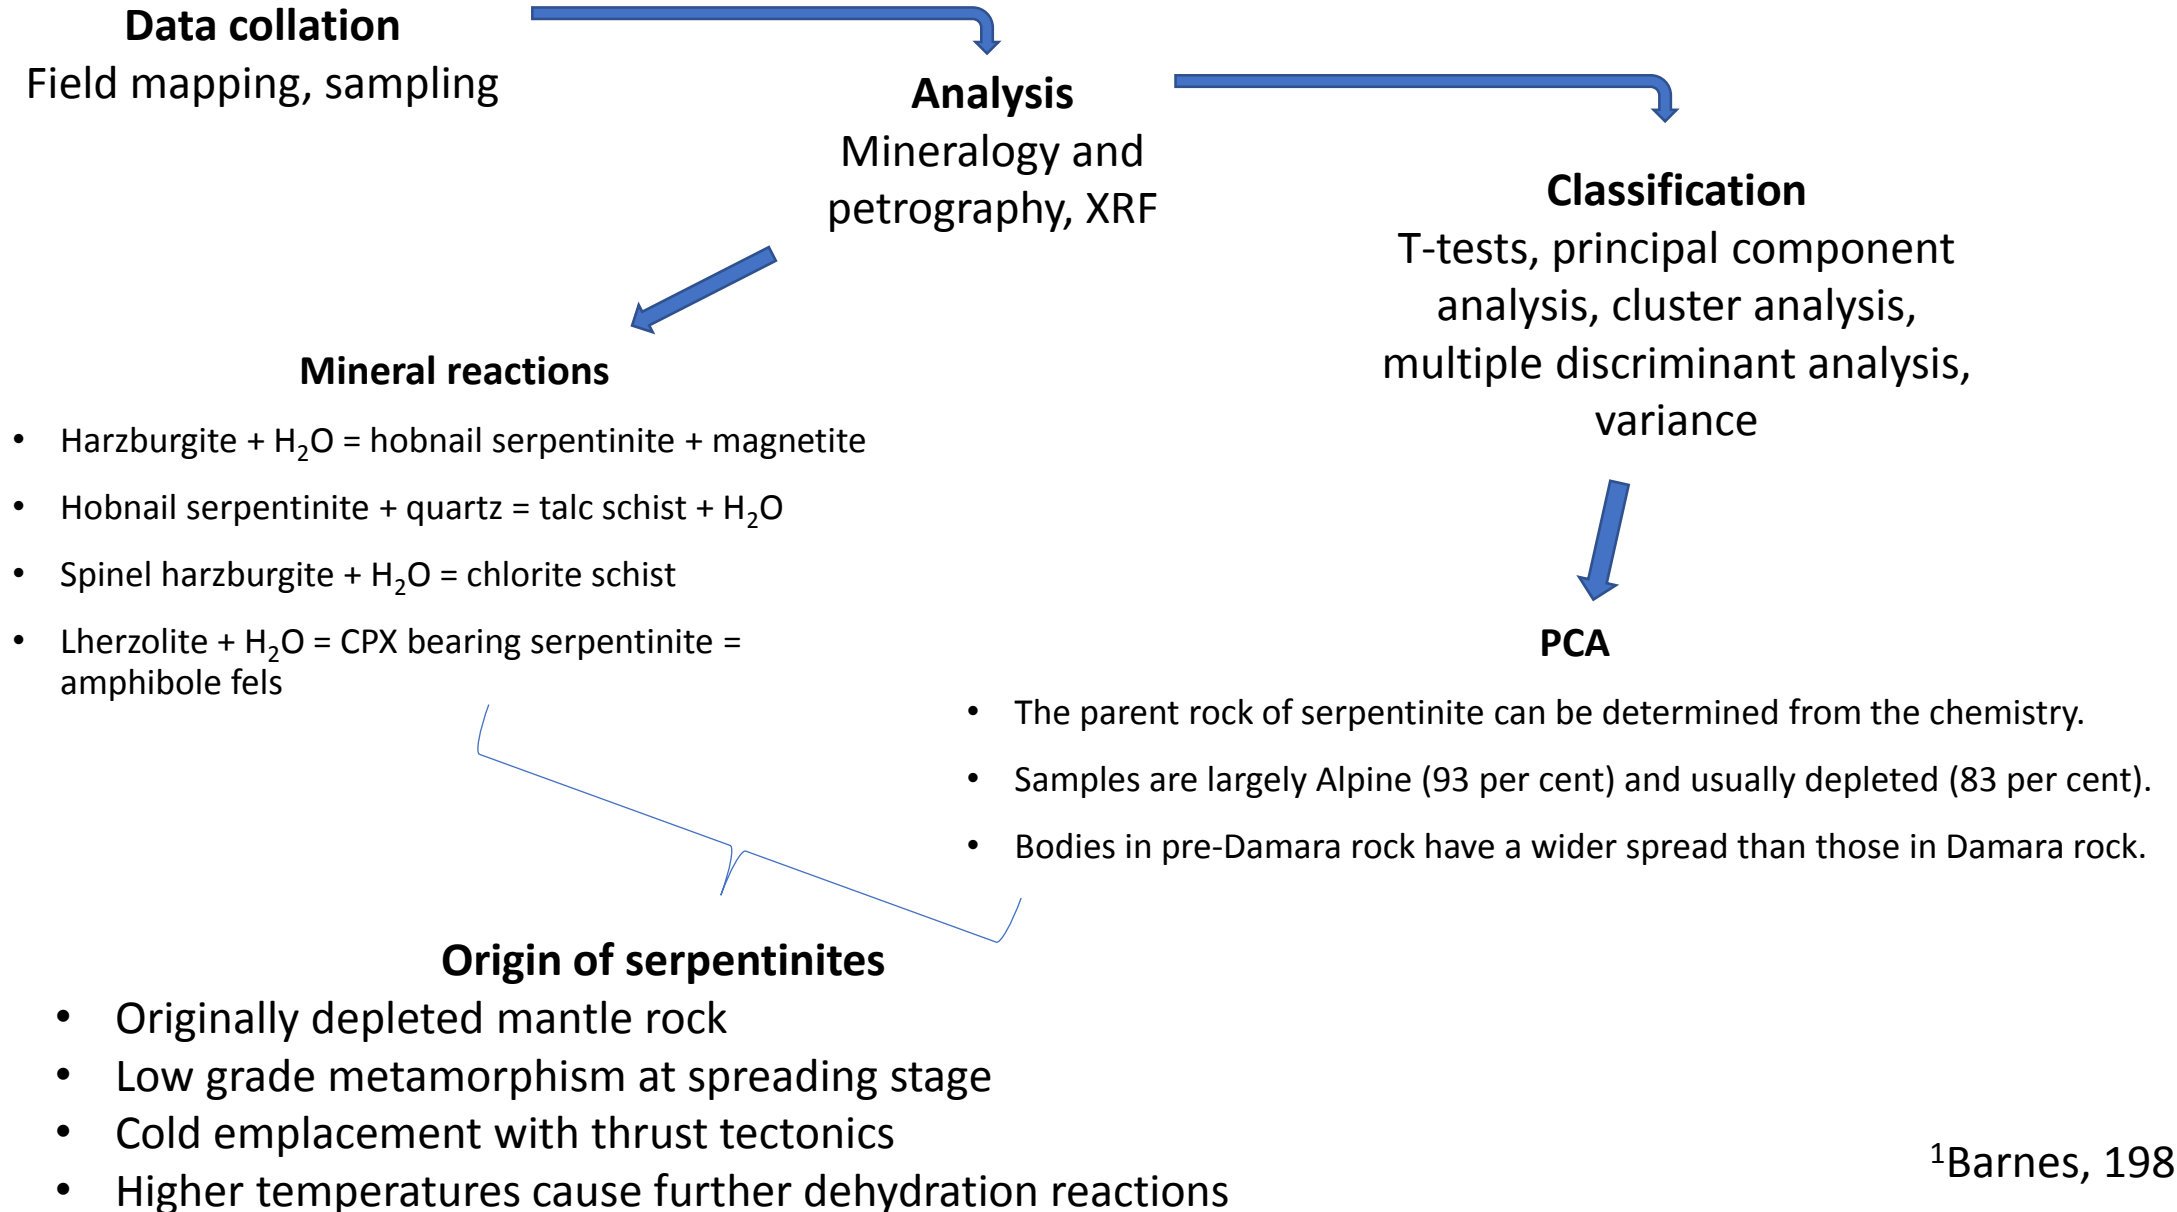 Data collation
Field mapping, sampling
Analysis
Mineralogy and
petrography, XRF
Classification
T-tests, principal component
analysis, cluster analysis,
multiple discriminant analysis,
variance
Mineral reactions
• Harzburgite + H₂O = hobnail serpentinite + magnetite
• Hobnail serpentinite + quartz = talc schist + H₂O
• Spinel harzburgite + H₂O = chlorite schist
• Lherzolite + H₂O = CPX bearing serpentinite =
amphibole fels
PCA
• The parent rock of serpentinite can be determined from the chemistry.
• Samples are largely Alpine (93 per cent) and usually depleted (83 per cent).
• Bodies in pre-Damara rock have a wider spread than those in Damara rock.
Origin of serpentinites
• Originally depleted mantle rock
• Low grade metamorphism at spreading stage
• Cold emplacement with thrust tectonics
• Higher temperatures cause further dehydration reactions
¹Barnes, 198